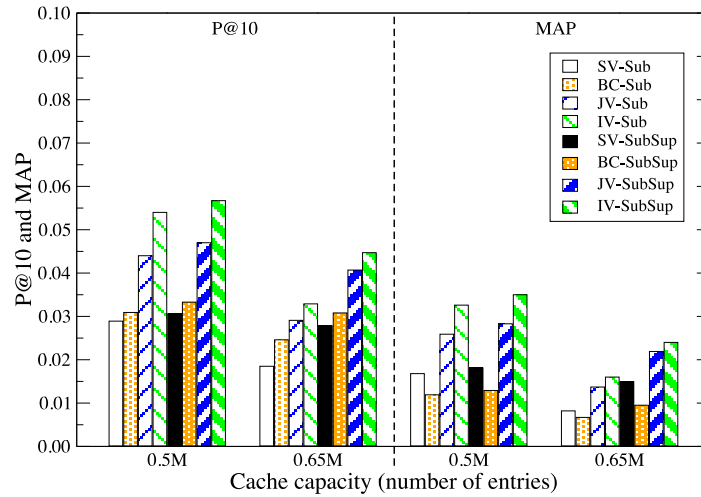 P@10 MAP
0.10
0.09
0.08
0.07
0.06
0.05
0.04
0.03
0.02
0.01
0.00
P@10 and MAP
SV-Sub
BC-Sub
JV-Sub
IV-Sub
SV-SubSup
BC-SubSup
JV-SubSup
IV-SubSup
0.5M 0.65M 0.5M 0.65M
Cache capacity (number of entries)